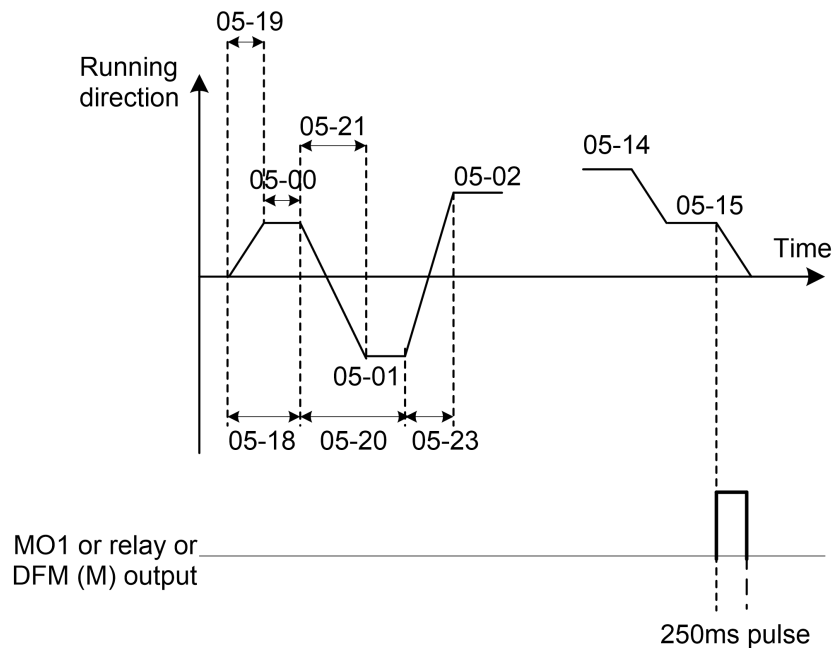 05-19
Running
direction
05-21
05-00
05-02
05-14
05-15
Time
05-01
05-18
05-20
05-23
MO1 or relay or
DFM (M) output
250ms pulse